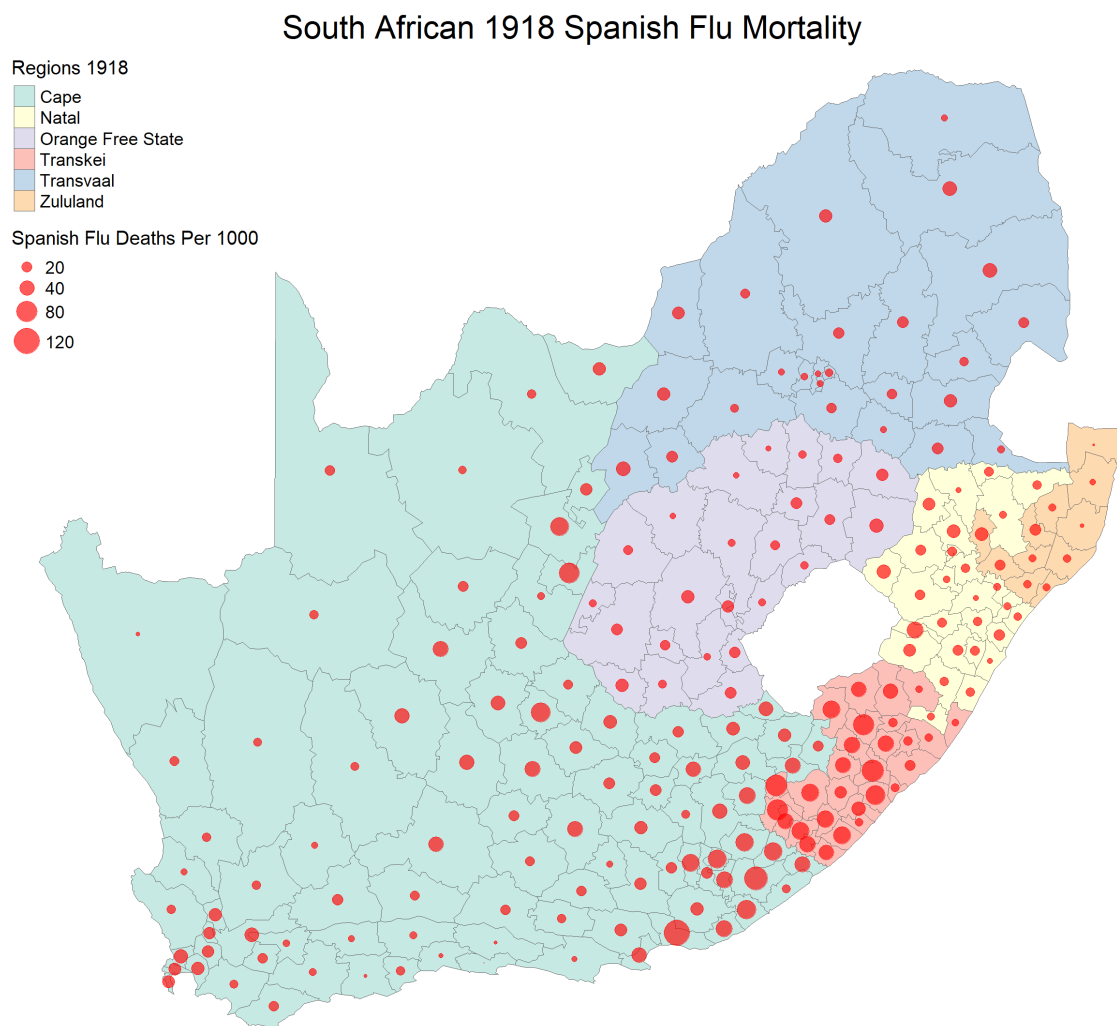 South African 1918 Spanish Flu Mortality
Regions 1918
Cape
Natal
Orange Free State
Transkei
Transvaal
Zululand
Spanish Flu Deaths Per 1000
20
40
80
120